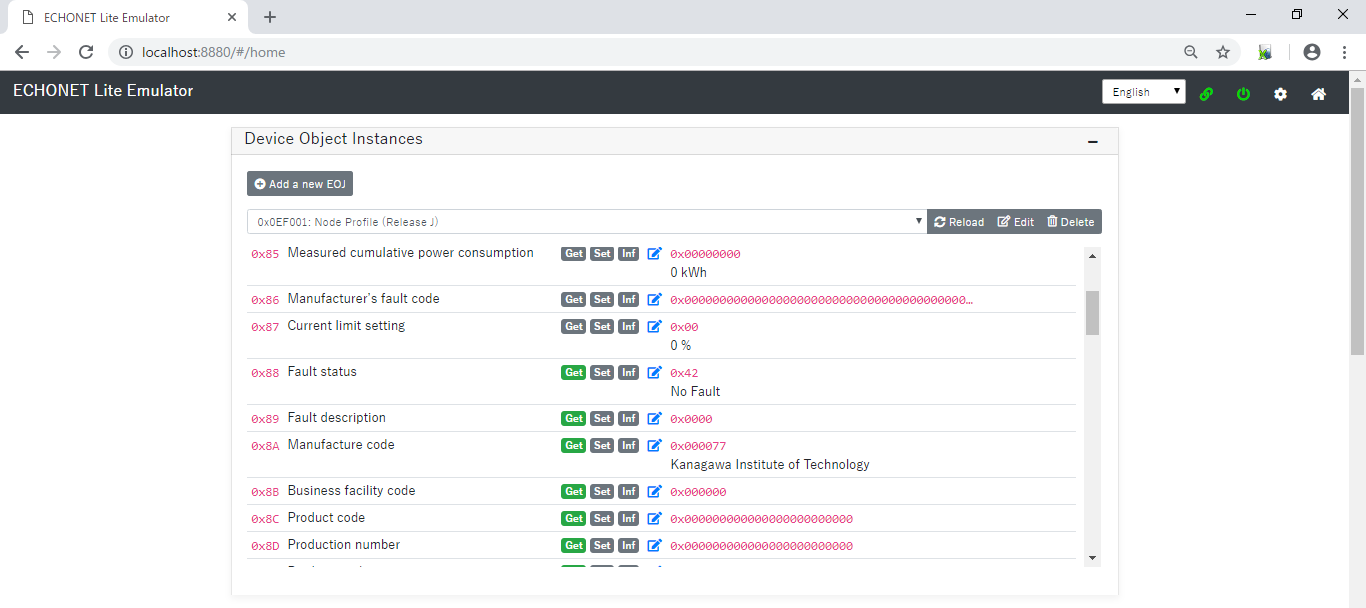 ECHONET Lite Emulator
localhost:8880/#/home
ECHONET Lite Emulator
English
Device Object Instances
Add a new EOJ
0x0EF001: Node Profile (Release J)
Reload Edit Delete
0x85 Measured cumulative power consumption Get Set Inf 0x00000000
0 kWh
0x86 Manufacturer's fault code Get Set Inf 0x0000000000000000000000000000000000000000...
0x87 Current limit setting Get Set Inf 0x00
0 %
0x88 Fault status Get Set Inf 0x42
No Fault
0x89 Fault description Get Set Inf 0x0000
0x8A Manufacture code Get Set Inf 0x000077
Kanagawa Institute of Technology
0x8B Business facility code Get Set Inf 0x000000
0x8C Product code Get Set Inf 0x000000000000000000000000
0x8D Production number Get Set Inf 0x000000000000000000000000